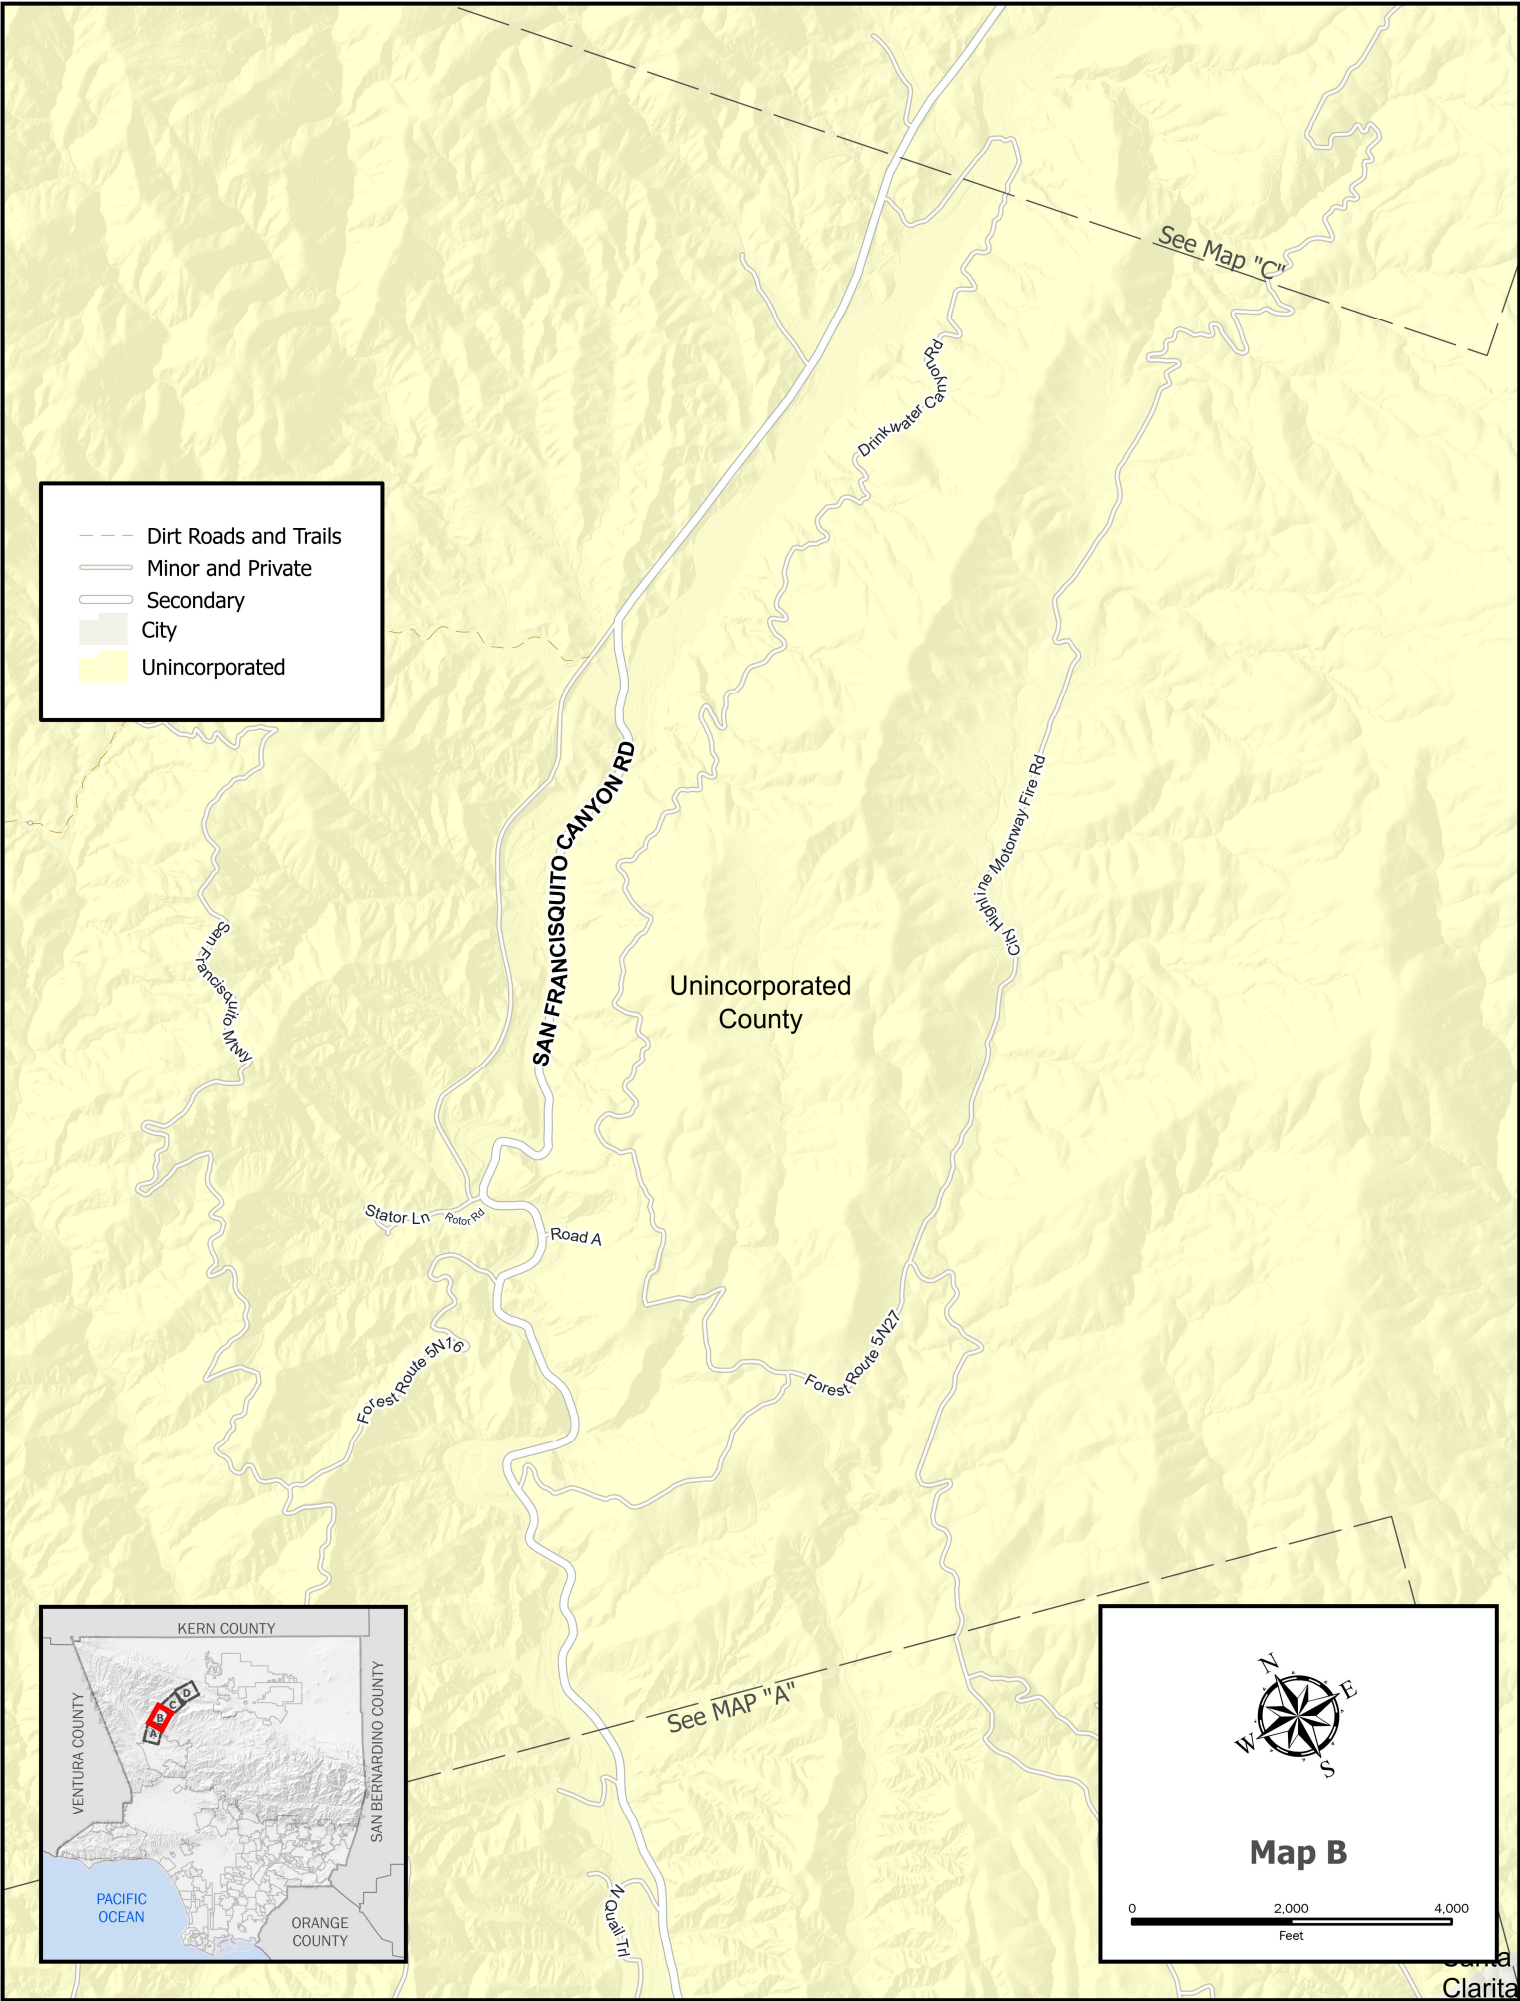 See Map "C"
Drinkwater Canyon Rd
Dirt Roads and Trails
Minor and Private
Secondary
City
Unincorporated
SAN FRANCISQUITO CANYON RD
City Highline Motorway Fire Rd
San Francisquito Mtwy
Unincorporated
County
Stator Ln
Rotor Rd
Road A
Forest Route 5N16
Forest Route 5N27
See MAP "A"
KERN COUNTY
VENTURA COUNTY
SAN BERNARDINO COUNTY
D
C
B
A
PACIFIC
OCEAN
ORANGE
COUNTY
N Quail Trl
N
E
W
S
Map B
0 2,000 4,000
Feet
Santa
Clarita